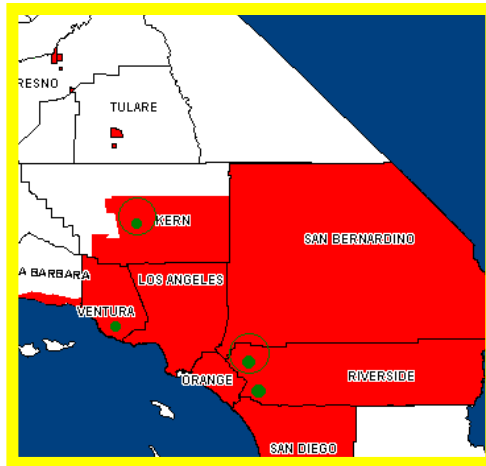 RESNO
TULARE
KERN
SAN BERNARDINO
A BARBARA
LOS ANGELES
VENTURA
ORANGE
RIVERSIDE
SAN DIEGO